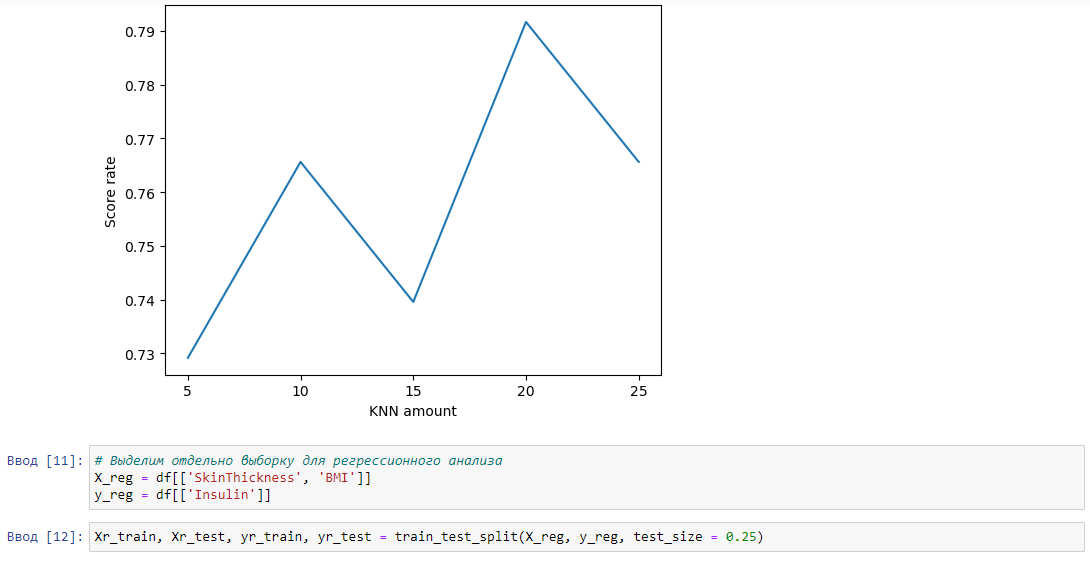 0.79
0.78
0.77
0.76
0.75
0.74
0.73
Score rate
5 10 15 20 25
KNN amount
Ввод [11]: # Выделим отдельно выборку для регрессионного анализа
X_reg = df[['SkinThickness', 'BMI']]
y_reg = df[['Insulin']]
Ввод [12]: Xr_train, Xr_test, yr_train, yr_test = train_test_split(X_reg, y_reg, test_size = 0.25)